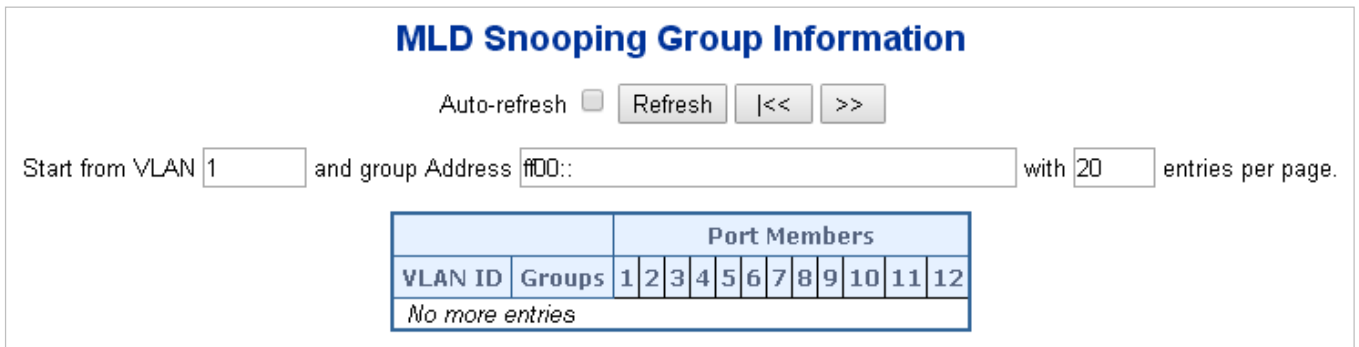 MLD Snooping Group Information
Auto-refresh Refresh |<< >>
Start from VLAN 1 and group Address ff00:: with 20 entries per page.
Port Members
VLAN ID Groups 1 2 3 4 5 6 7 8 9 10 11 12
No more entries